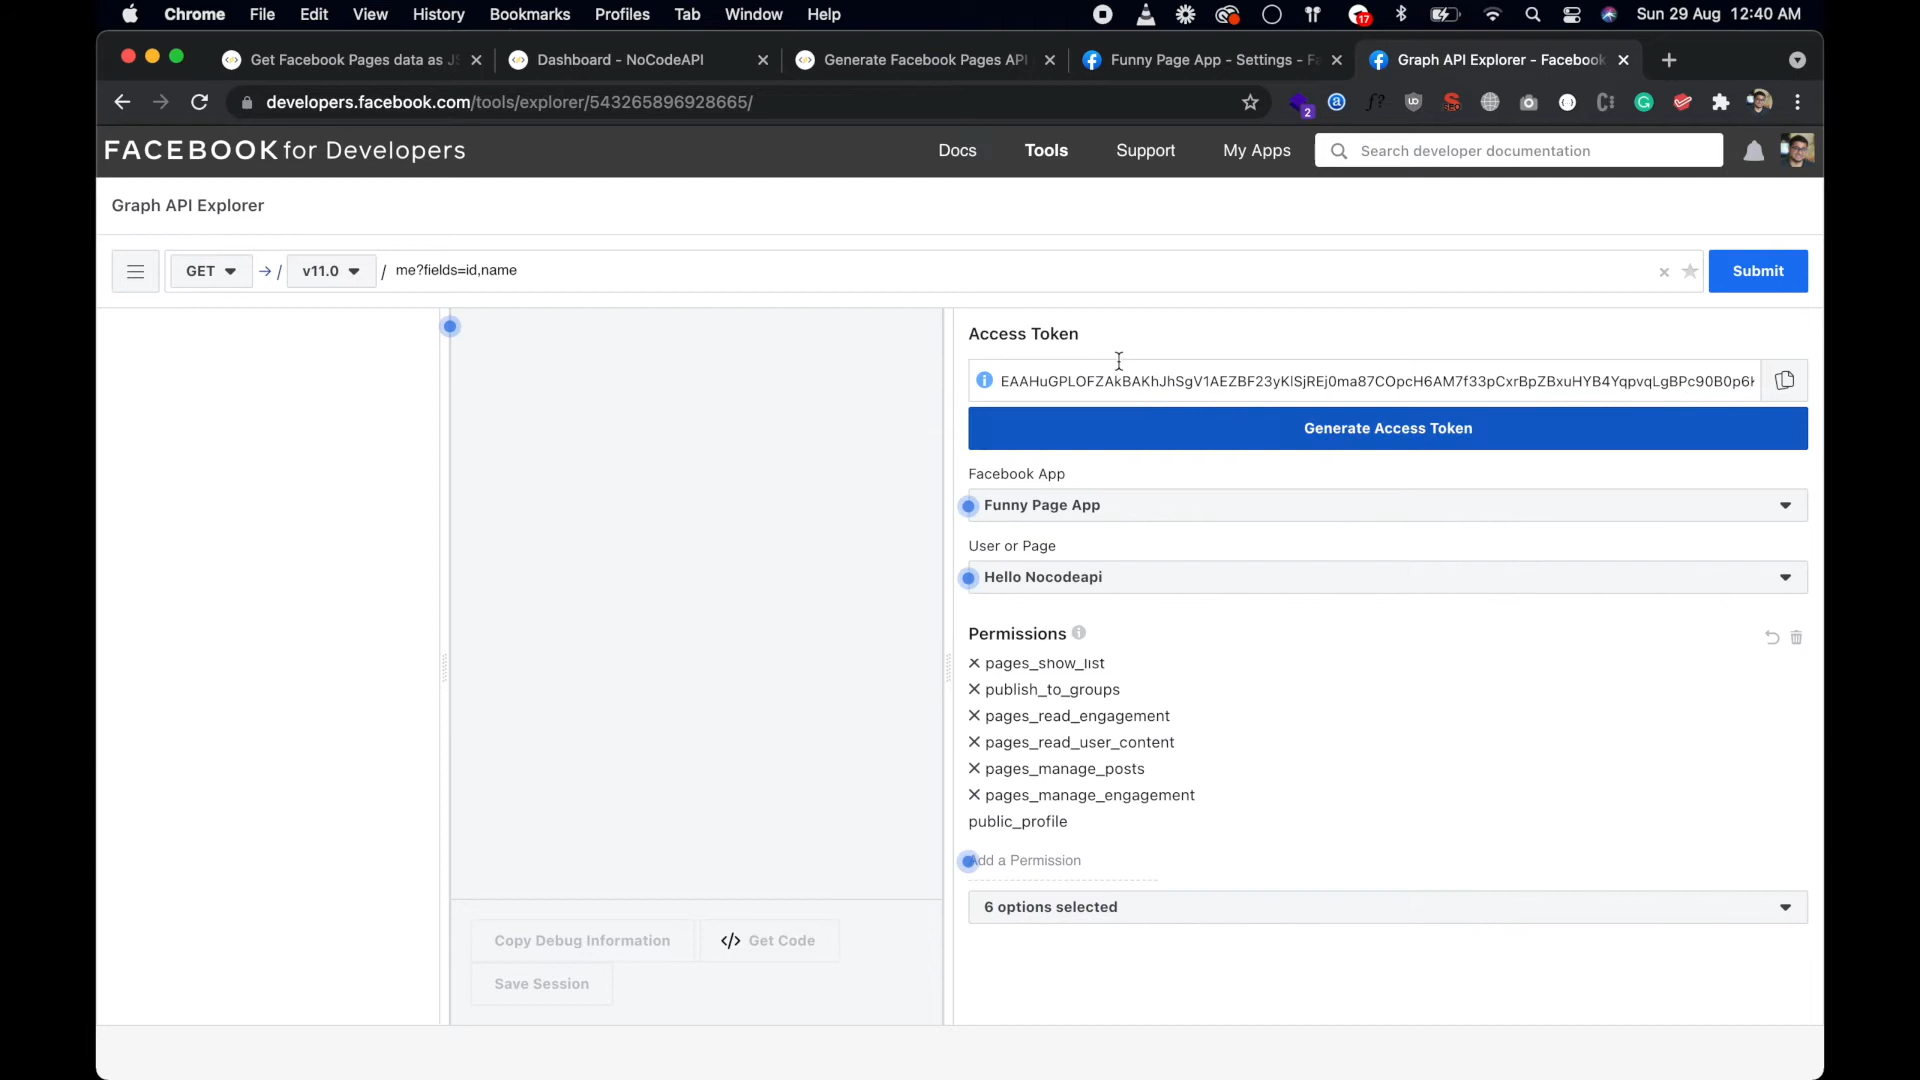 Chrome File Edit View History Bookmarks Profiles Tab Window Help 17 Sun 29 Aug 12:40 AM
Get Facebook Pages data as JS Dashboard - NoCodeAPI Generate Facebook Pages API Funny Page App - Settings - Fa Graph API Explorer - Facebook
developers.facebook.com/tools/explorer/543265896928665/ 2
FACEBOOK for Developers Docs Tools Support My Apps Search developer documentation
Graph API Explorer
GET → / v11.0 / me?fields=id,name Submit
Access Token
Generate Access Token
Facebook App
Funny Page App
User or Page
Hello Nocodeapi
Permissions
pages_show_list
publish_to_groups
pages_read_engagement
pages_read_user_content
pages_manage_posts
pages_manage_engagement
public_profile
Add a Permission
6 options selected
Copy Debug Information </> Get Code
Save Session